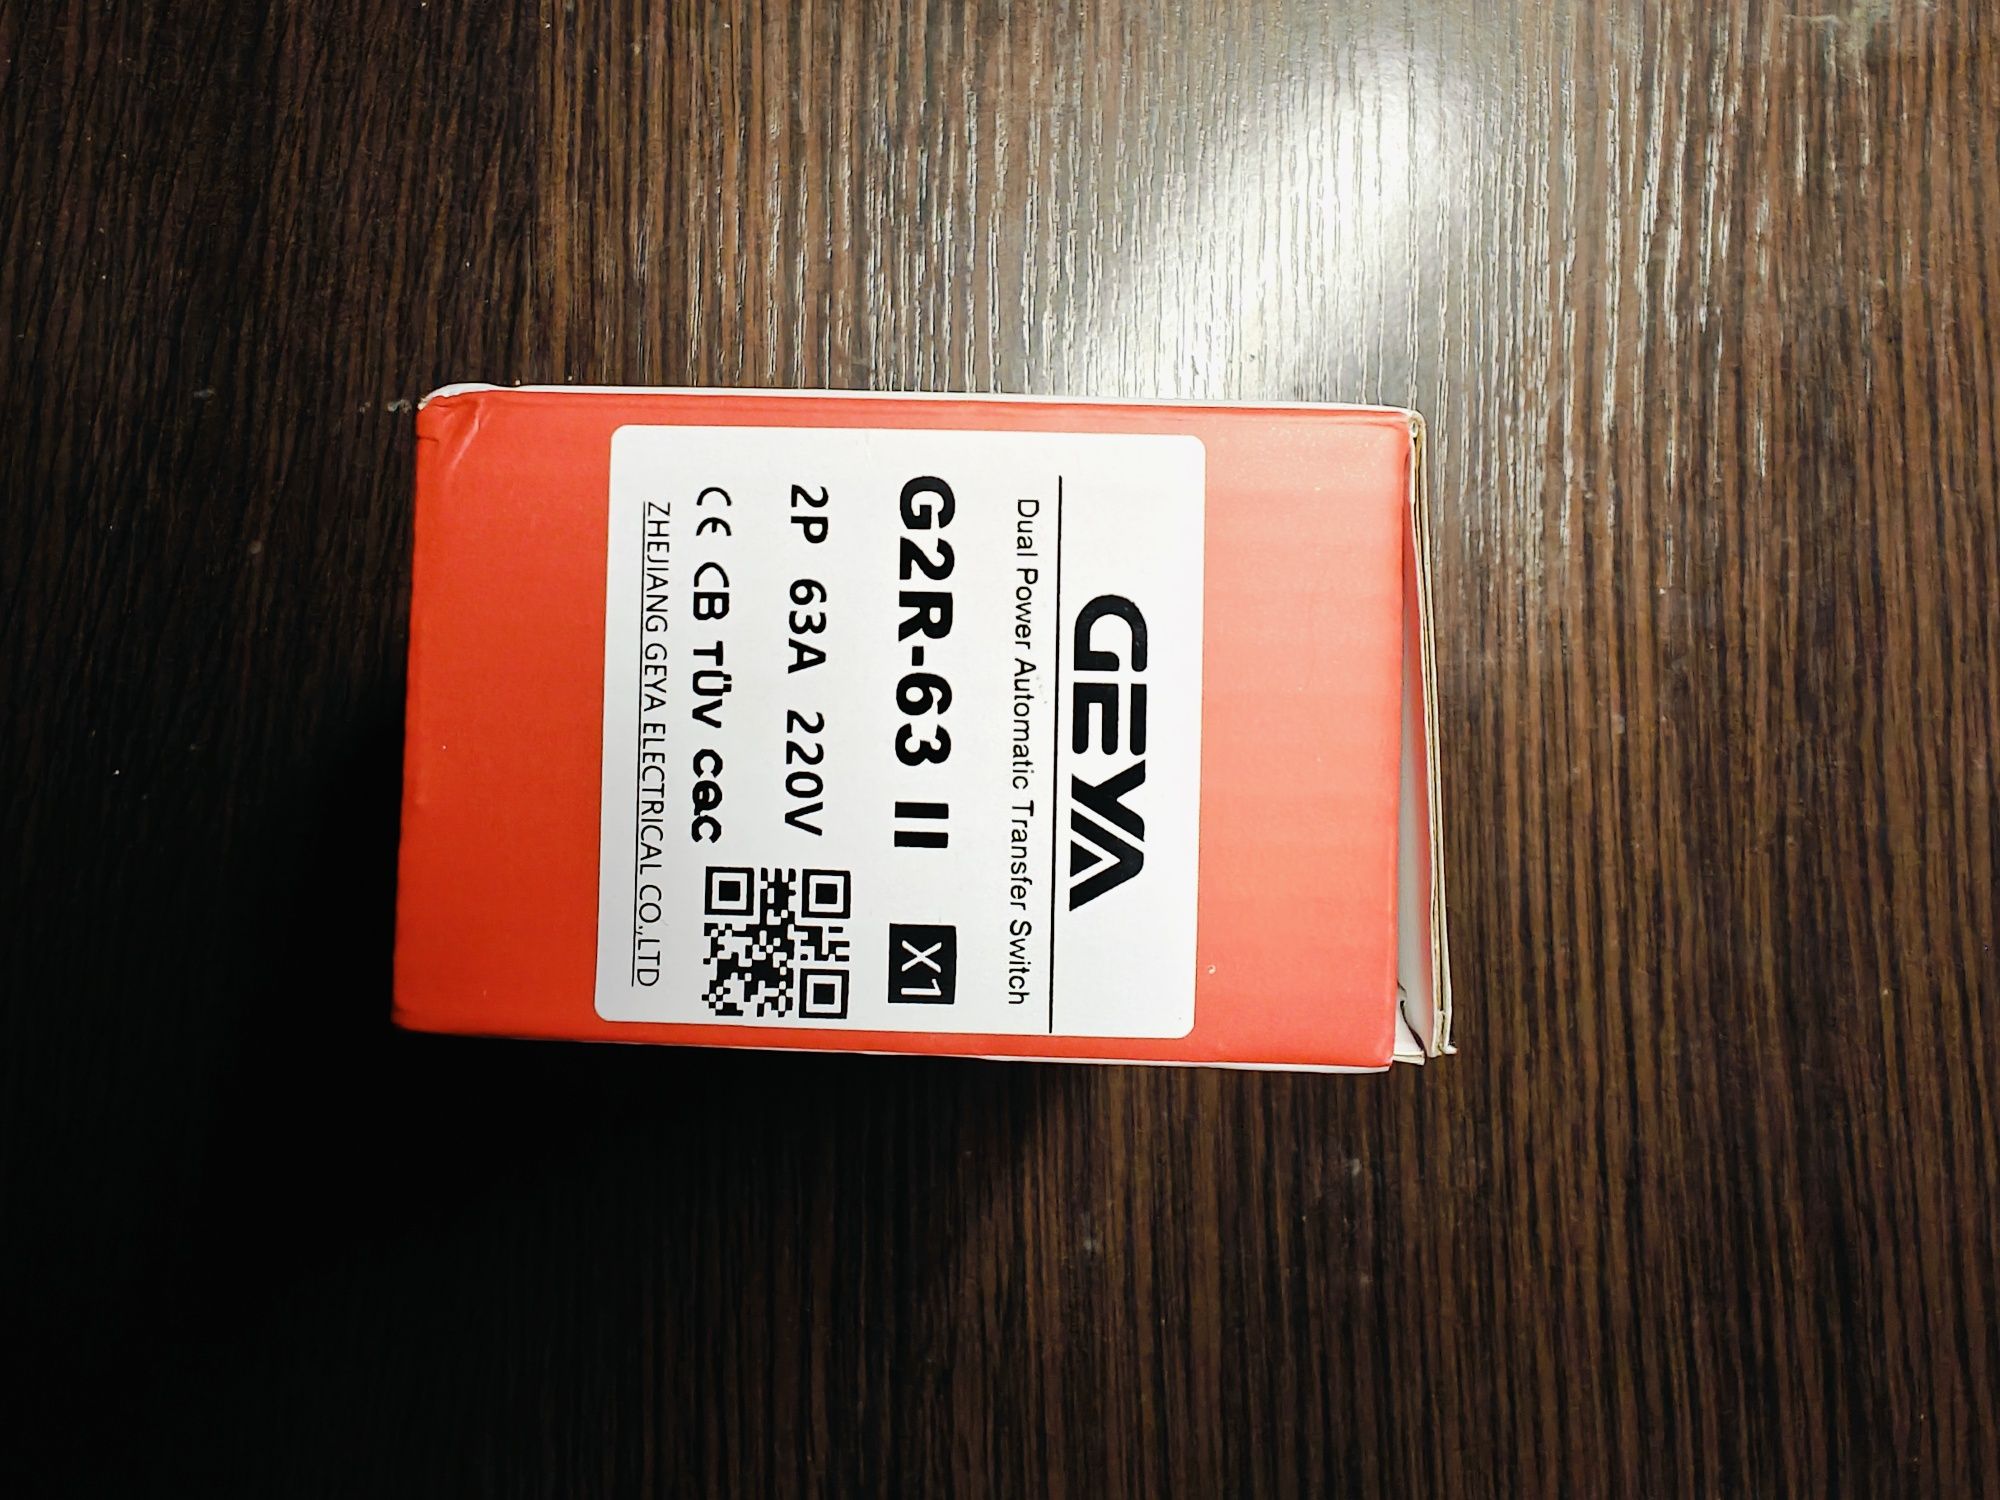 GEYA
Dual Power Automatic Transfer Switch
G2R-63 II X1
2P 63A 220V
CE CB TÜV CQC
ZHEJIANG GEYA ELECTRICAL CO.,LTD